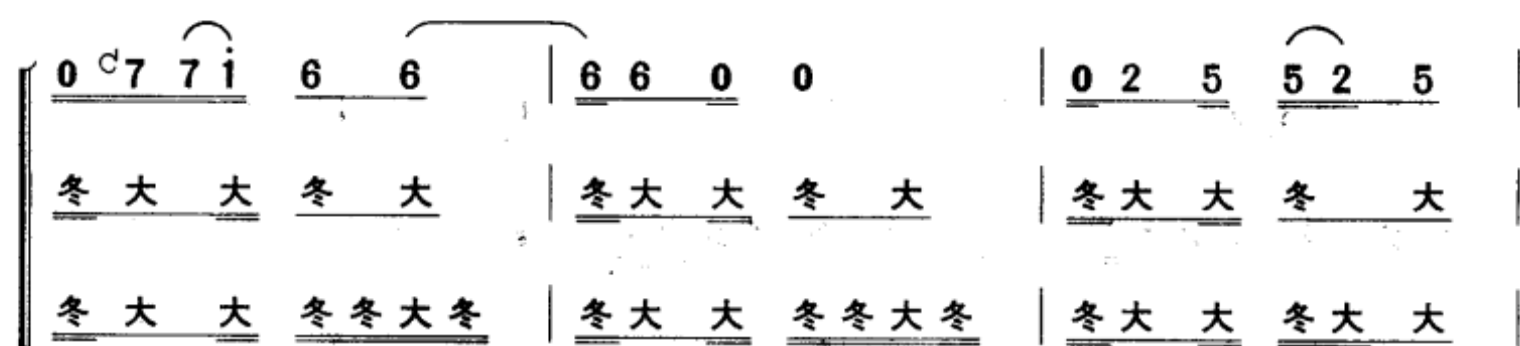 0 7 7 i 6 6 | 6 6 0 0 | 0 2 5 5 2 5 |
冬 大 大 冬 大 | 冬 大 大 冬 大 | 冬 大 大 冬 大 |
冬 大 大 冬 冬 大 冬 | 冬 大 大 冬 冬 大 冬 | 冬 大 大 冬 大 大 |